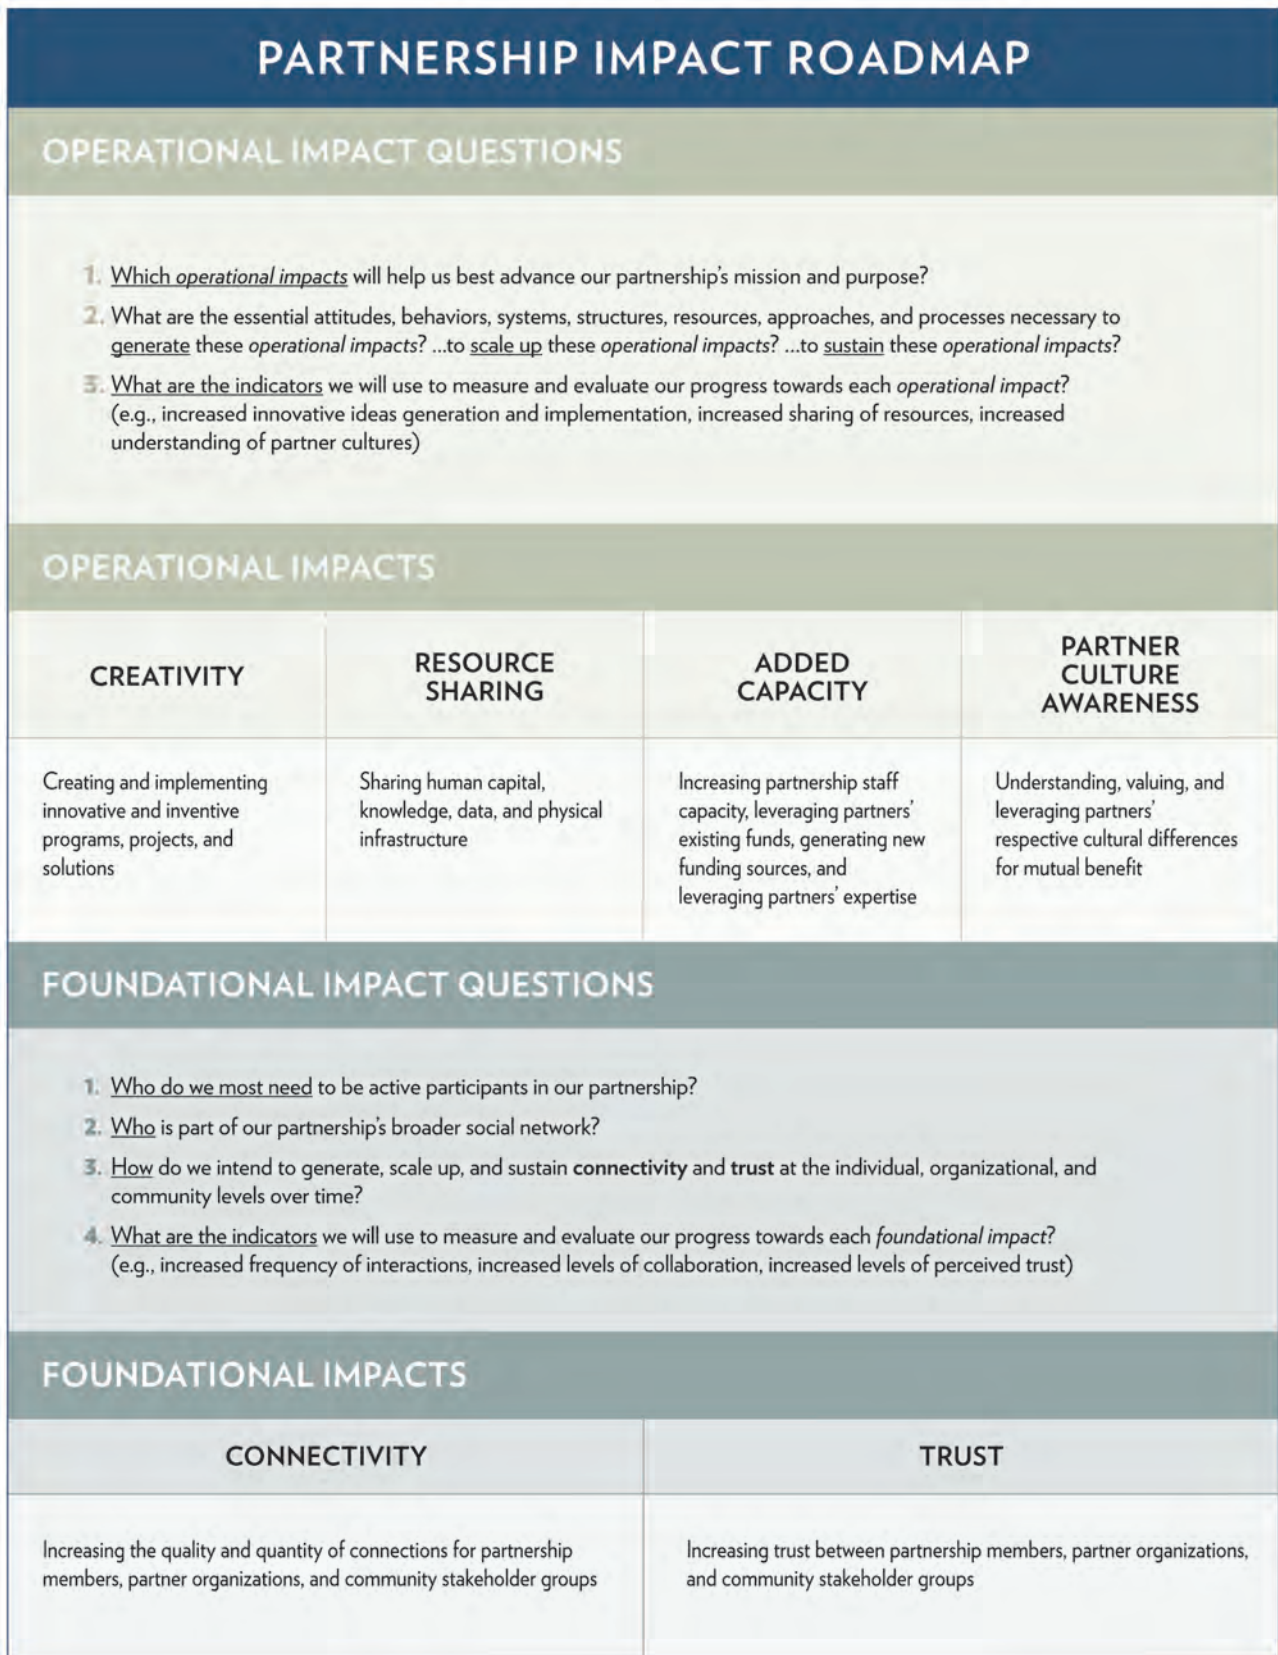 PARTNERSHIP IMPACT ROADMAP
OPERATIONAL IMPACT QUESTIONS
1. Which operational impacts will help us best advance our partnership's mission and purpose?
2. What are the essential attitudes, behaviors, systems, structures, resources, approaches, and processes necessary to
generate these operational impacts? ...to scale up these operational impacts? ...to sustain these operational impacts?
3. What are the indicators we will use to measure and evaluate our progress towards each operational impact?
(e.g., increased innovative ideas generation and implementation, increased sharing of resources, increased
understanding of partner cultures)
OPERATIONAL IMPACTS
CREATIVITY
Creating and implementing
innovative and inventive
programs, projects, and
solutions
RESOURCE
SHARING
Sharing human capital,
knowledge, data, and physical
infrastructure
ADDED
CAPACITY
Increasing partnership staff
capacity, leveraging partners'
existing funds, generating new
funding sources, and
leveraging partners' expertise
PARTNER
CULTURE
AWARENESS
Understanding, valuing, and
leveraging partners'
respective cultural differences
for mutual benefit
FOUNDATIONAL IMPACT QUESTIONS
1. Who do we most need to be active participants in our partnership?
2. Who is part of our partnership's broader social network?
3. How do we intend to generate, scale up, and sustain connectivity and trust at the individual, organizational, and
community levels over time?
4. What are the indicators we will use to measure and evaluate our progress towards each foundational impact?
(e.g., increased frequency of interactions, increased levels of collaboration, increased levels of perceived trust)
FOUNDATIONAL IMPACTS
CONNECTIVITY
Increasing the quality and quantity of connections for partnership
members, partner organizations, and community stakeholder groups
TRUST
Increasing trust between partnership members, partner organizations,
and community stakeholder groups